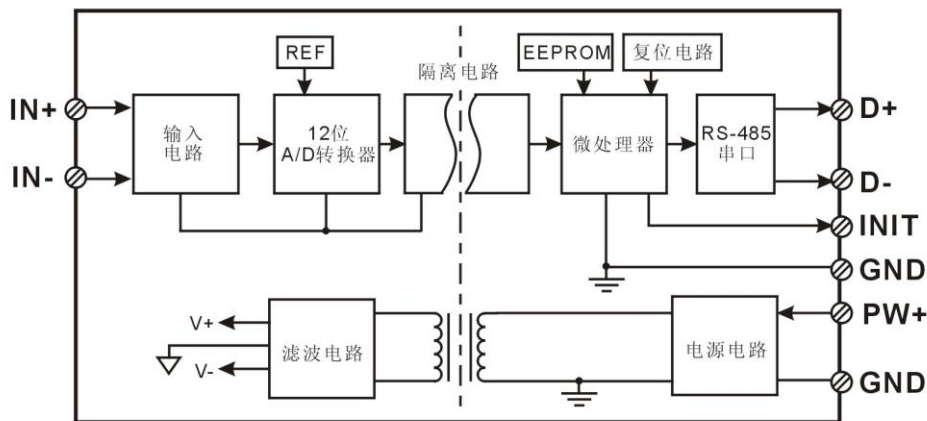 REF
EEPROM
复位电路
隔离电路
IN+
IN-
输入
电路
12位
A/D转换器
微处理器
RS-485
串口
D+
D-
INIT
GND
V+
V-
滤波电路
电源电路
PW+
GND